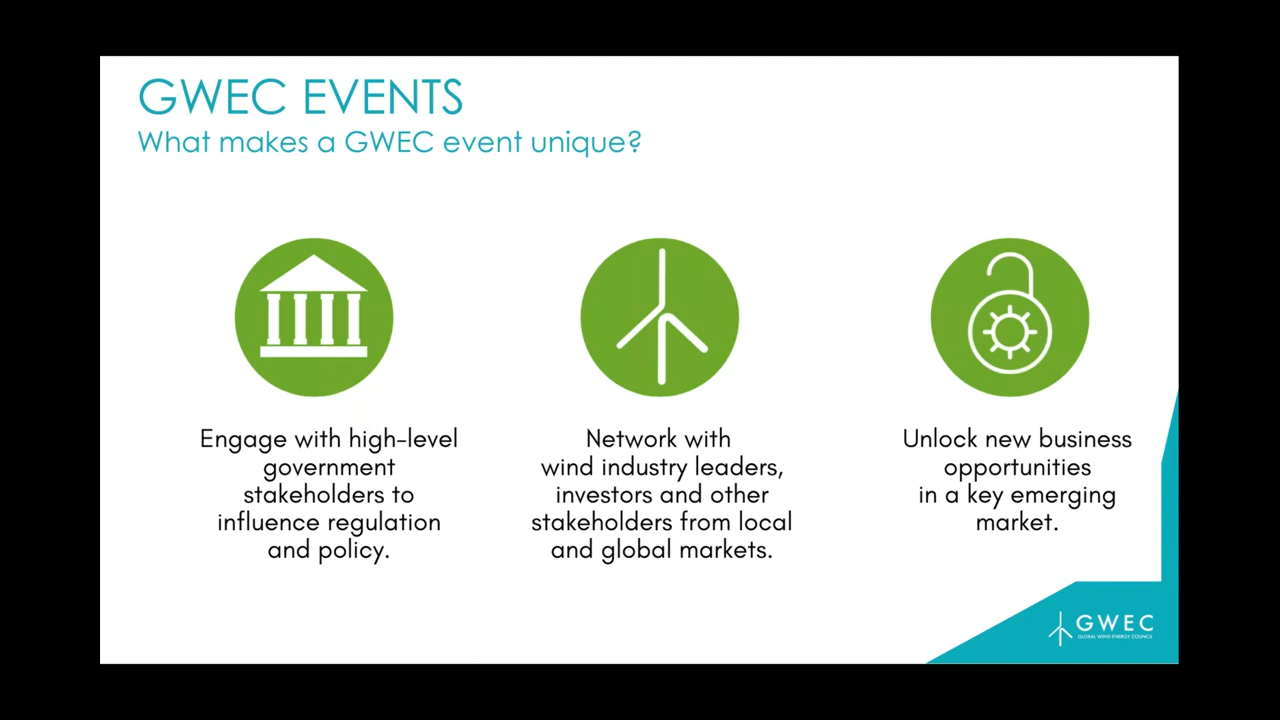 GWEC EVENTS
What makes a GWEC event unique?
Engage with high-level
government
stakeholders to
influence regulation
and policy.
Network with
wind industry leaders,
investors and other
stakeholders from local
and global markets.
Unlock new business
opportunities
in a key emerging
market.
GWEC
GLOBAL WIND ENERGY COUNCIL